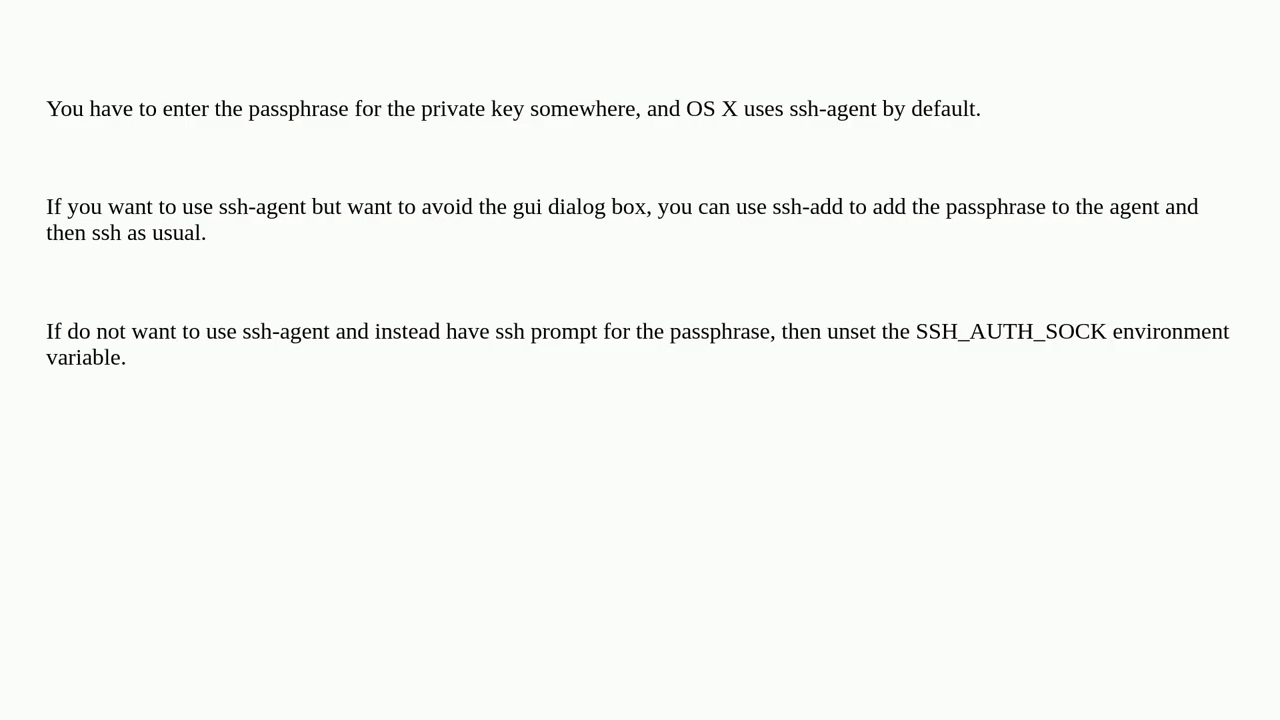 You have to enter the passphrase for the private key somewhere, and OS X uses ssh-agent by default.
If you want to use ssh-agent but want to avoid the gui dialog box, you can use ssh-add to add the passphrase to the agent and
then ssh as usual.
If do not want to use ssh-agent and instead have ssh prompt for the passphrase, then unset the SSH_AUTH_SOCK environment
variable.